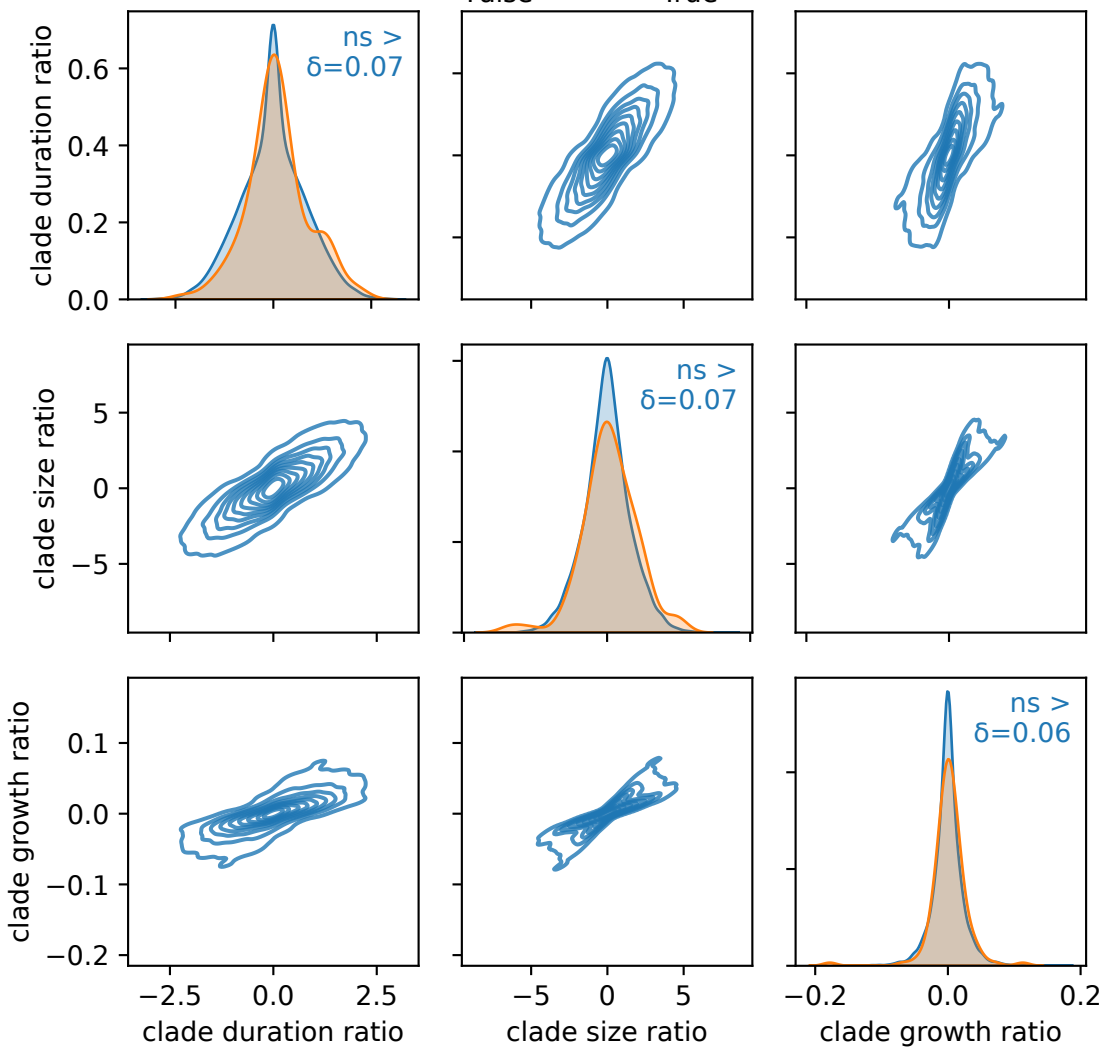 True
ns >
δ=0.07
clade duration ratio
0.6
0.4
0.2
0.0
ns >
δ=0.07
clade size ratio
5
0
−5
ns >
δ=0.06
clade growth ratio
0.1
0.0
−0.1
−0.2
−2.5 0.0 2.5
−5 0 5
−0.2 0.0 0.2
clade duration ratio
clade size ratio
clade growth ratio